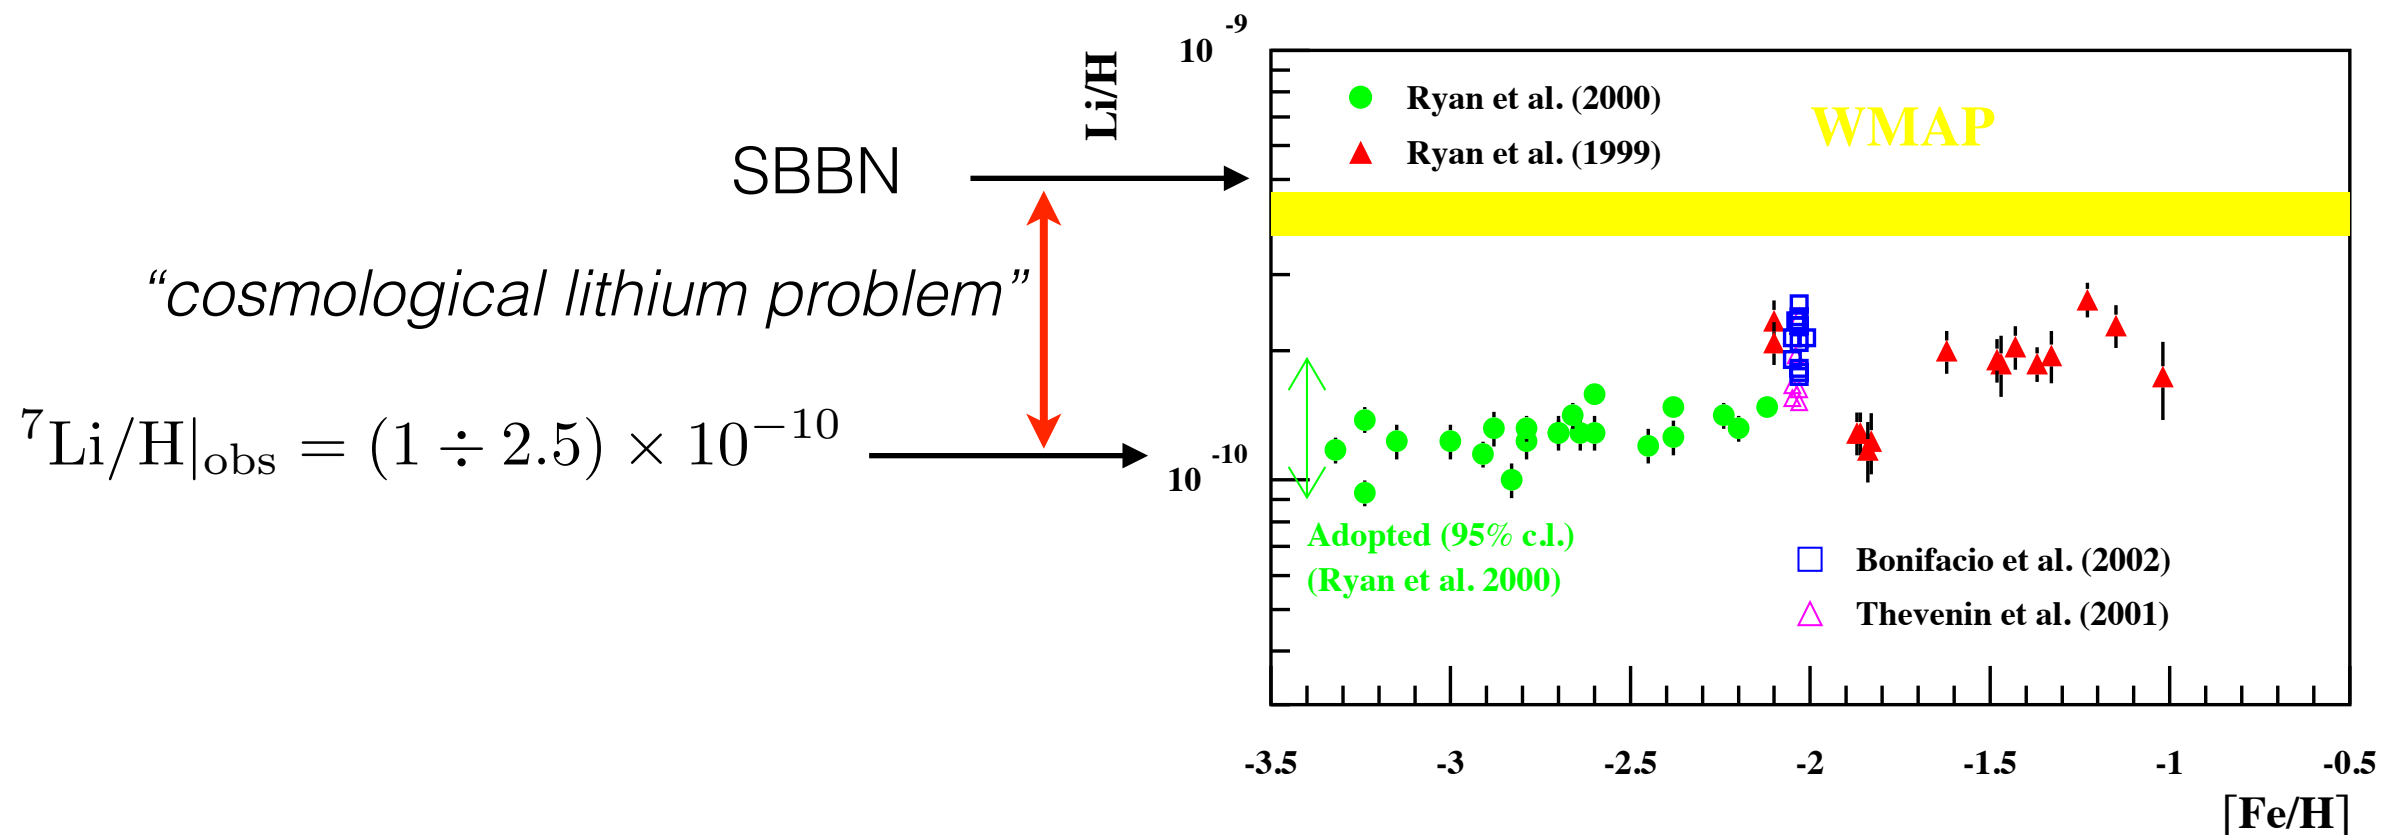 10^-9
Li/H
Ryan et al. (2000)
WMAP
SBBN
Ryan et al. (1999)
“cosmological lithium problem”
^7Li/H|_obs = (1 ÷ 2.5) × 10^−10
10^-10
Adopted (95% c.l.)
(Ryan et al. 2000)
Bonifacio et al. (2002)
Thevenin et al. (2001)
-3.5 -3 -2.5 -2 -1.5 -1 -0.5
[Fe/H]